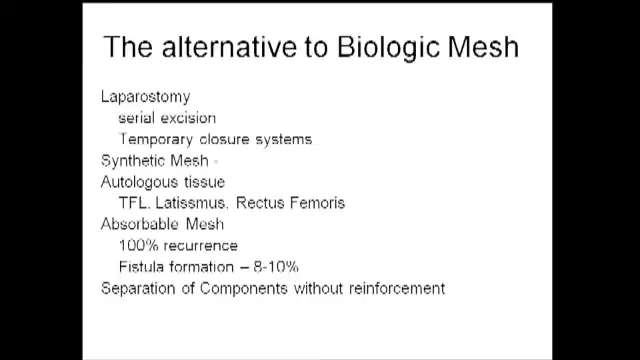 The alternative to Biologic Mesh
Laparostomy
serial excision
Temporary closure systems
Synthetic Mesh -
Autologous tissue
TFL, Latissmus, Rectus Femoris
Absorbable Mesh
100% recurrence
Fistula formation – 8-10%
Separation of Components without reinforcement